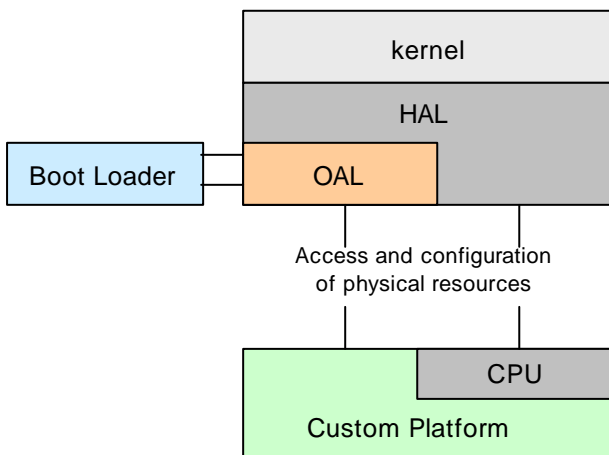 kernel
HAL
Boot Loader
OAL
Access and configuration
of physical resources
CPU
Custom Platform